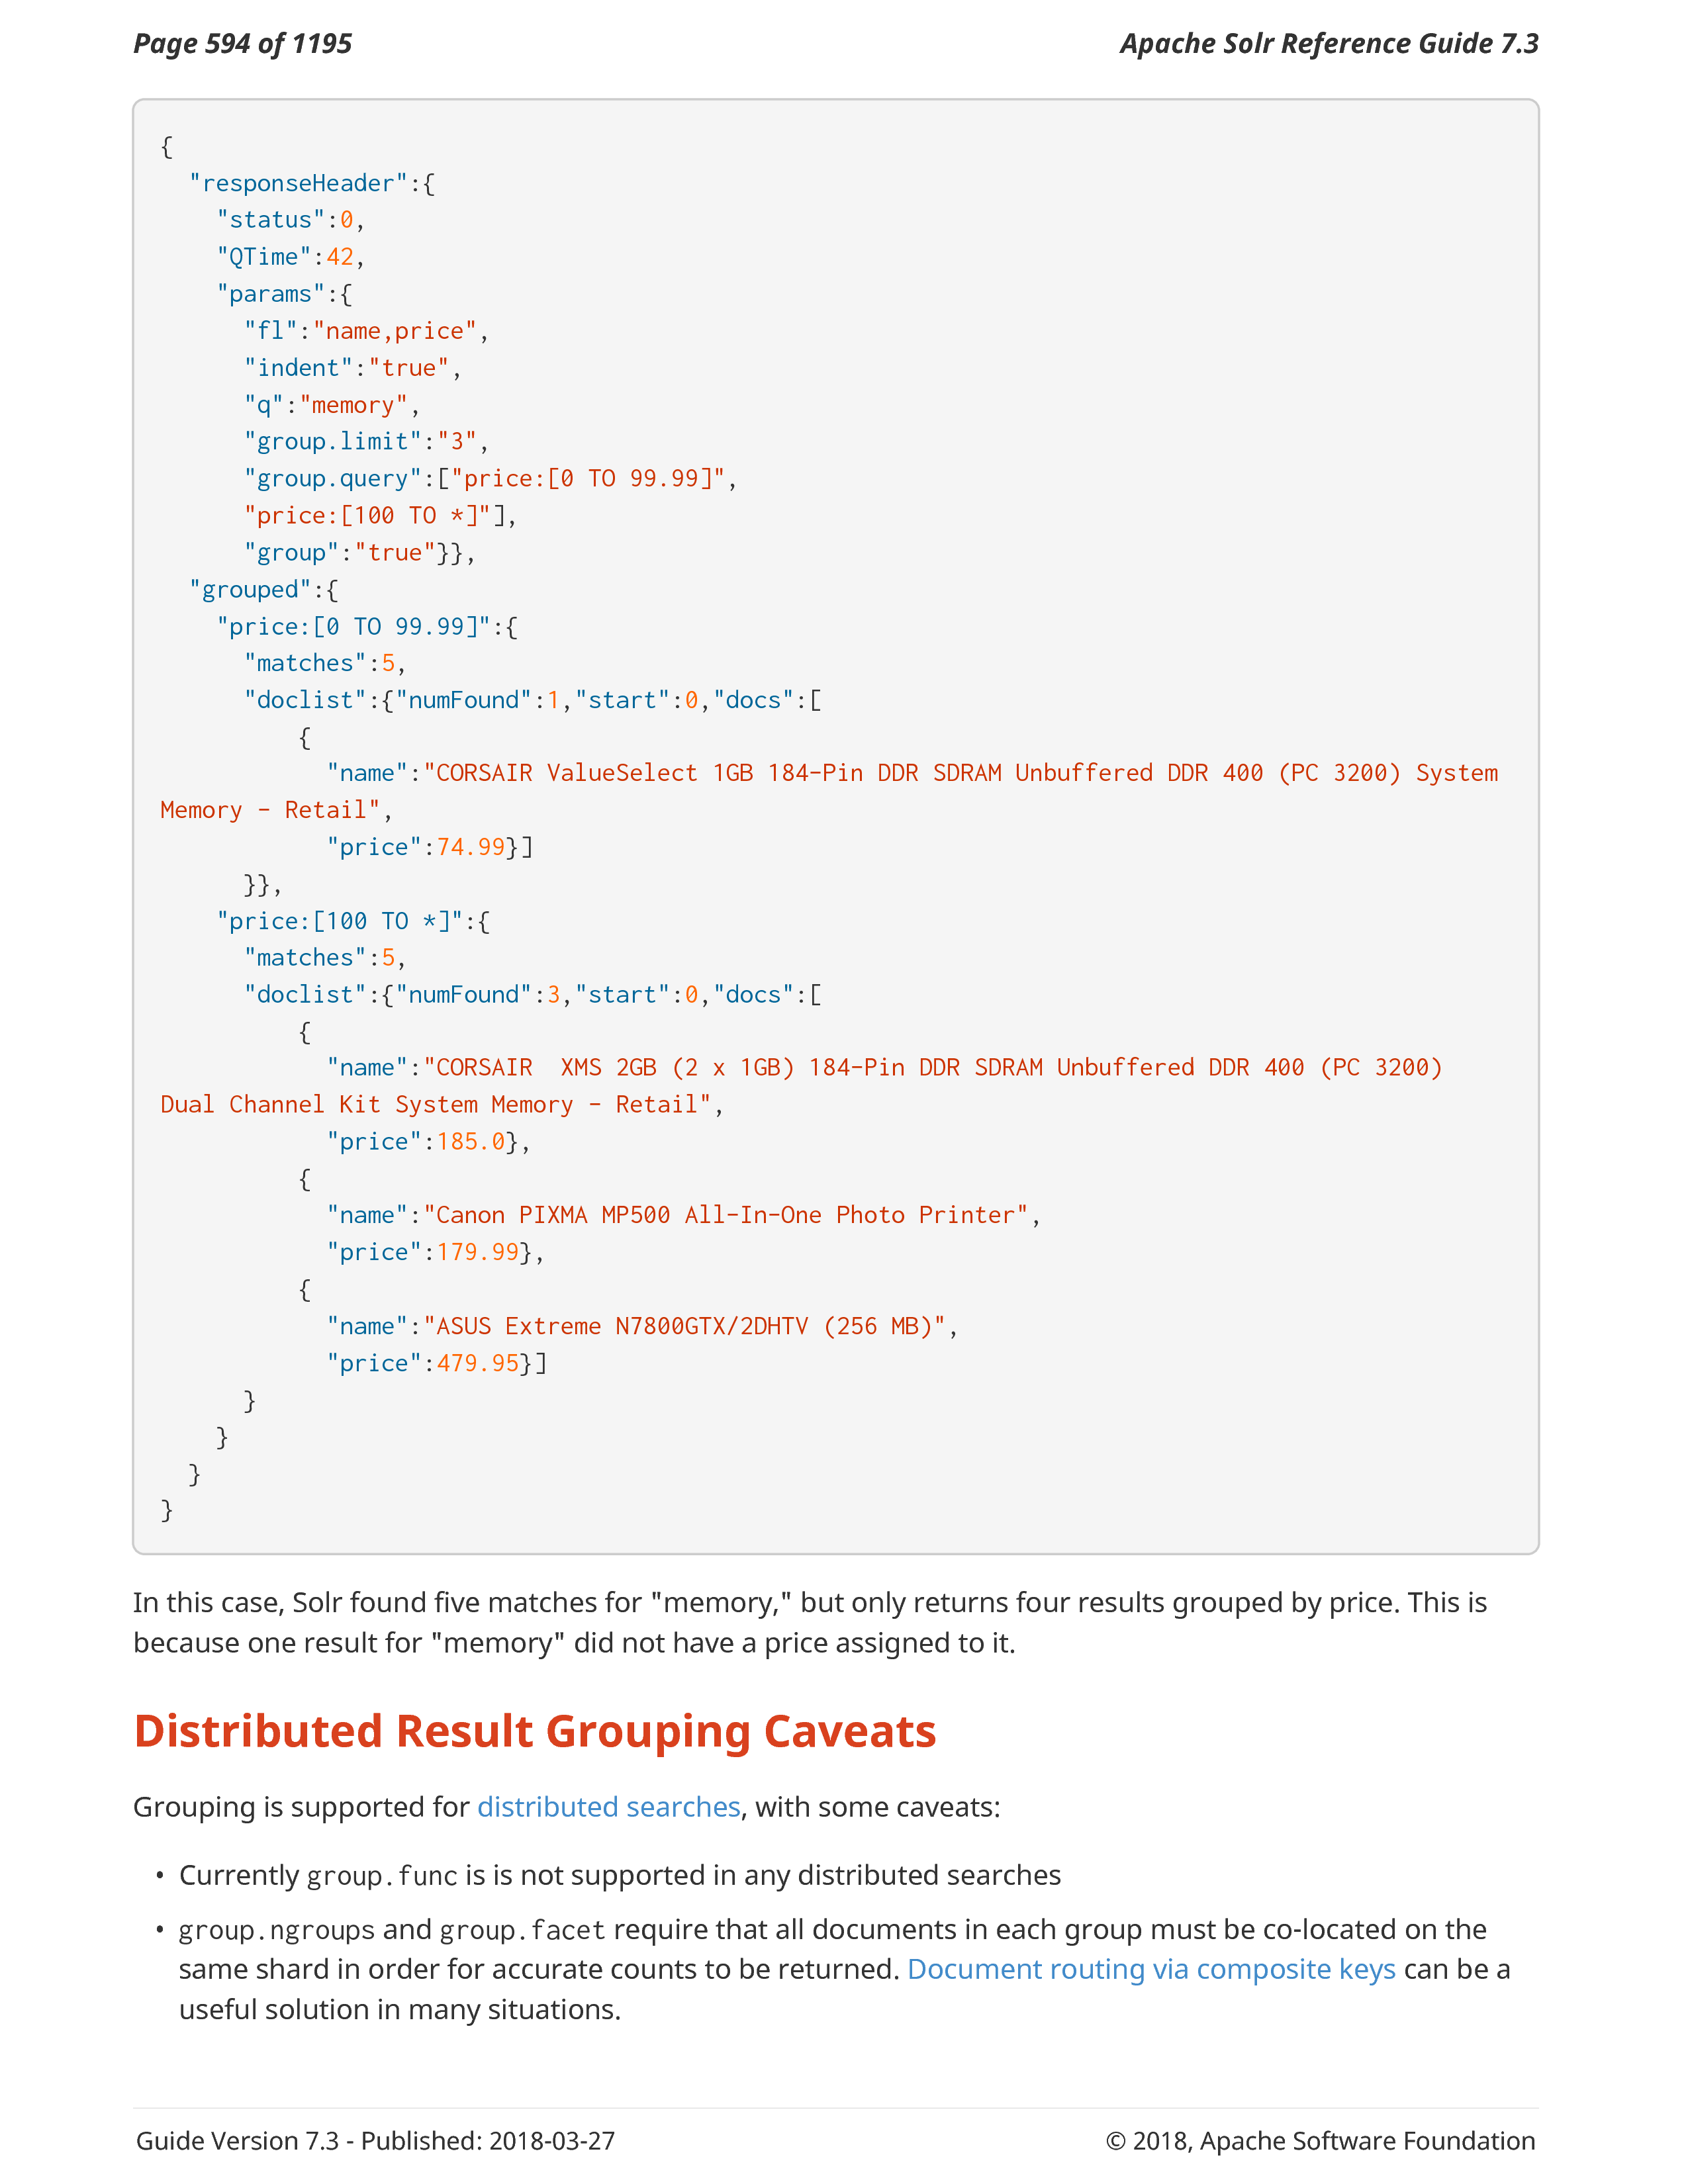 Page 594 of 1195
Apache Solr Reference Guide 7.3
{
  "responseHeader":{
    "status":0,
    "QTime":42,
    "params":{
      "fl":"name,price",
      "indent":"true",
      "q":"memory",
      "group.limit":"3",
      "group.query":["price:[0 TO 99.99]",
      "price:[100 TO *]"],
      "group":"true"}},
  "grouped":{
    "price:[0 TO 99.99]":{
      "matches":5,
      "doclist":{"numFound":1,"start":0,"docs":[
          {
            "name":"CORSAIR ValueSelect 1GB 184-Pin DDR SDRAM Unbuffered DDR 400 (PC 3200) System
Memory - Retail",
            "price":74.99}]
      }},
    "price:[100 TO *]":{
      "matches":5,
      "doclist":{"numFound":3,"start":0,"docs":[
          {
            "name":"CORSAIR  XMS 2GB (2 x 1GB) 184-Pin DDR SDRAM Unbuffered DDR 400 (PC 3200)
Dual Channel Kit System Memory - Retail",
            "price":185.0},
          {
            "name":"Canon PIXMA MP500 All-In-One Photo Printer",
            "price":179.99},
          {
            "name":"ASUS Extreme N7800GTX/2DHTV (256 MB)",
            "price":479.95}]
      }
    }
  }
}
In this case, Solr found five matches for "memory," but only returns four results grouped by price. This is
because one result for "memory" did not have a price assigned to it.
Distributed Result Grouping Caveats
Grouping is supported for distributed searches, with some caveats:
• Currently group.func is is not supported in any distributed searches
• group.ngroups and group.facet require that all documents in each group must be co-located on the
same shard in order for accurate counts to be returned. Document routing via composite keys can be a
useful solution in many situations.
Guide Version 7.3 - Published: 2018-03-27
© 2018, Apache Software Foundation